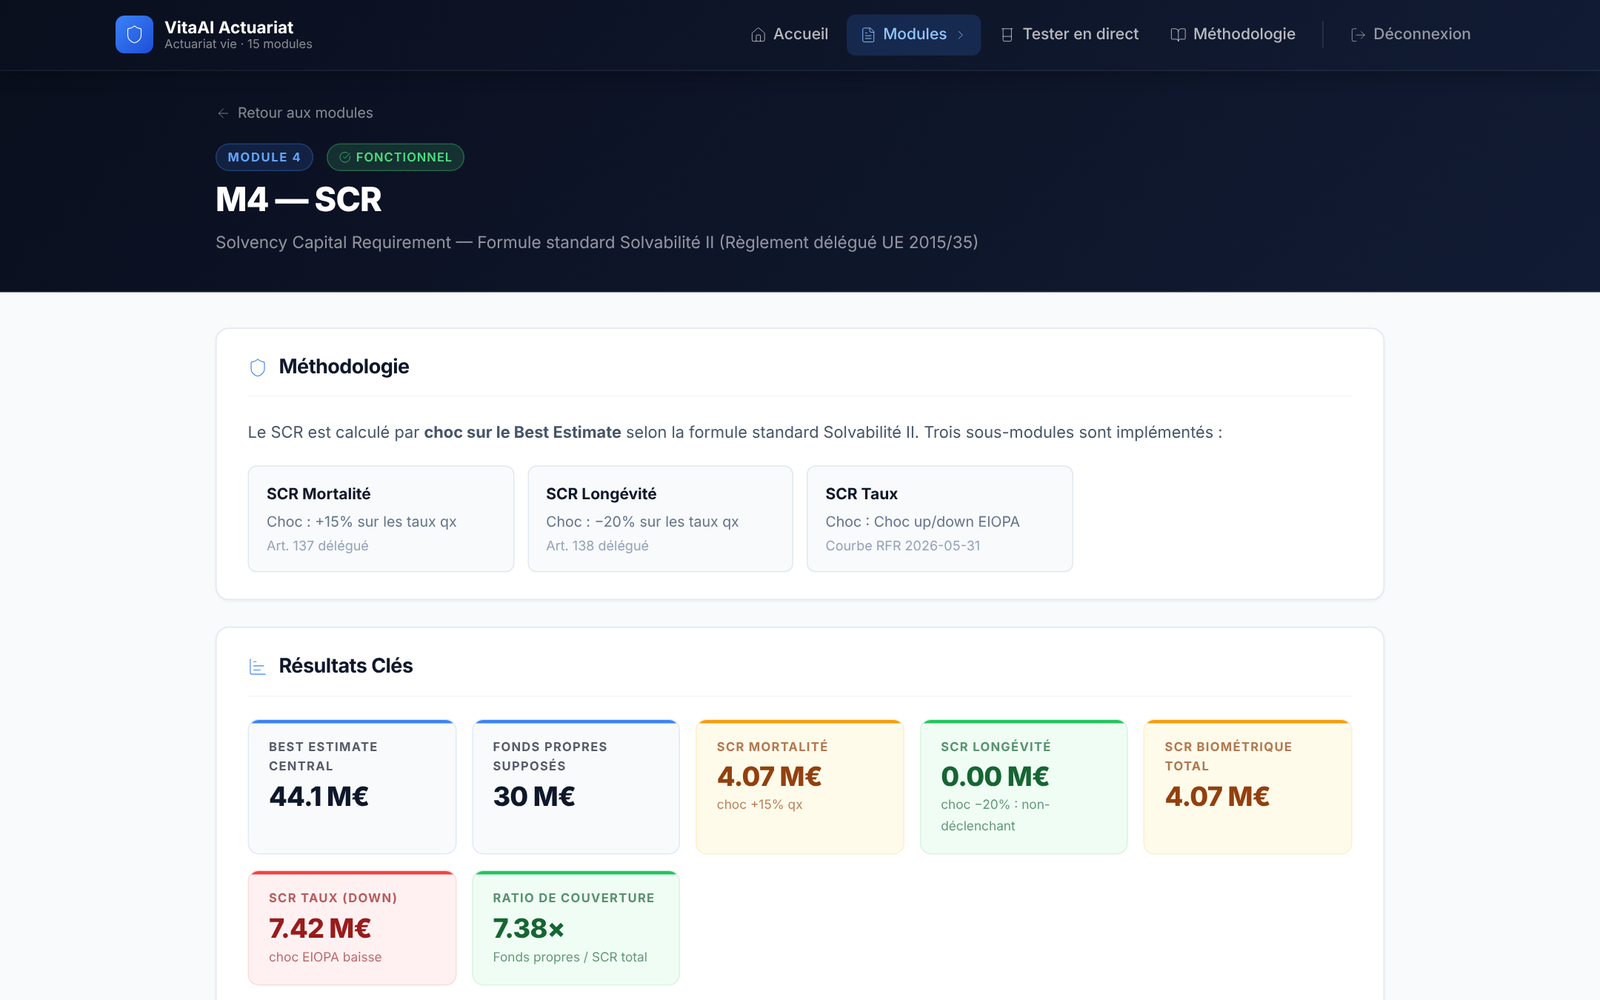 VitaAI Actuariat
Actuariat vie · 15 modules
Accueil
Modules
Tester en direct
Méthodologie
Déconnexion
← Retour aux modules
MODULE 4
FONCTIONNEL
M4 — SCR
Solvency Capital Requirement — Formule standard Solvabilité II (Règlement délégué UE 2015/35)
Méthodologie
Le SCR est calculé par choc sur le Best Estimate selon la formule standard Solvabilité II. Trois sous-modules sont implémentés :
SCR Mortalité
Choc : +15% sur les taux qx
Art. 137 délégué
SCR Longévité
Choc : −20% sur les taux qx
Art. 138 délégué
SCR Taux
Choc : Choc up/down EIOPA
Courbe RFR 2026-05-31
Résultats Clés
BEST ESTIMATE
CENTRAL
44.1 M€
FONDS PROPRES
SUPPOSÉS
30 M€
SCR MORTALITÉ
4.07 M€
choc +15% qx
SCR LONGÉVITÉ
0.00 M€
choc −20% : non-
déclenchant
SCR BIOMÉTRIQUE
TOTAL
4.07 M€
SCR TAUX (DOWN)
7.42 M€
choc EIOPA baisse
RATIO DE COUVERTURE
7.38×
Fonds propres / SCR total